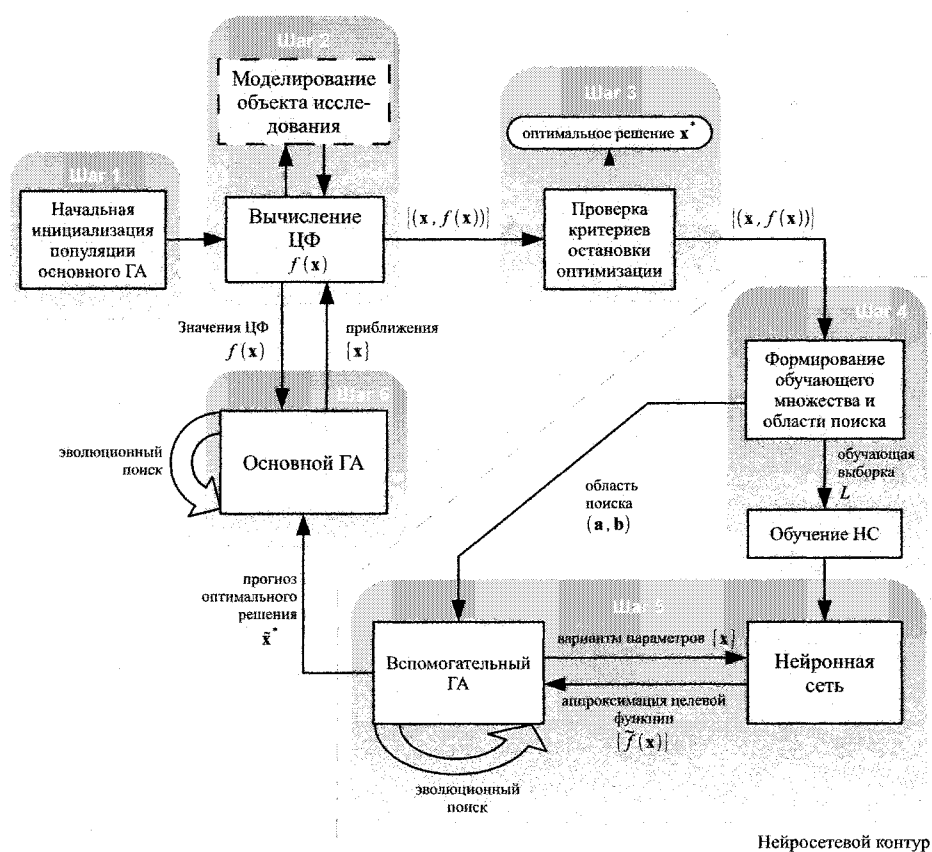 Шаг 1
Начальная
инициализация
популяции
основного ГА
Шаг 2
Моделирование
объекта иссле-
дования
Вычисление
ЦФ
f(x)
{(x, f(x))}
Шаг 3
оптимальное решение x*
Проверка
критериев
остановки
оптимизации
{(x, f(x))}
Шаг 4
Формирование
обучающего
множества и
области поиска
обучающая
выборка
L
Обучение НС
Значения ЦФ
f(x)
приближения
{x}
Шаг 6
Основной ГА
эволюционный
поиск
область
поиска
(a, b)
прогноз
оптимального
решения
x̃*
Шаг 5
Вспомогательный
ГА
варианты параметров {x}
аппроксимация целевой
функции
{f̃(x)}
Нейронная
сеть
эволюционный
поиск
Нейросетевой контур